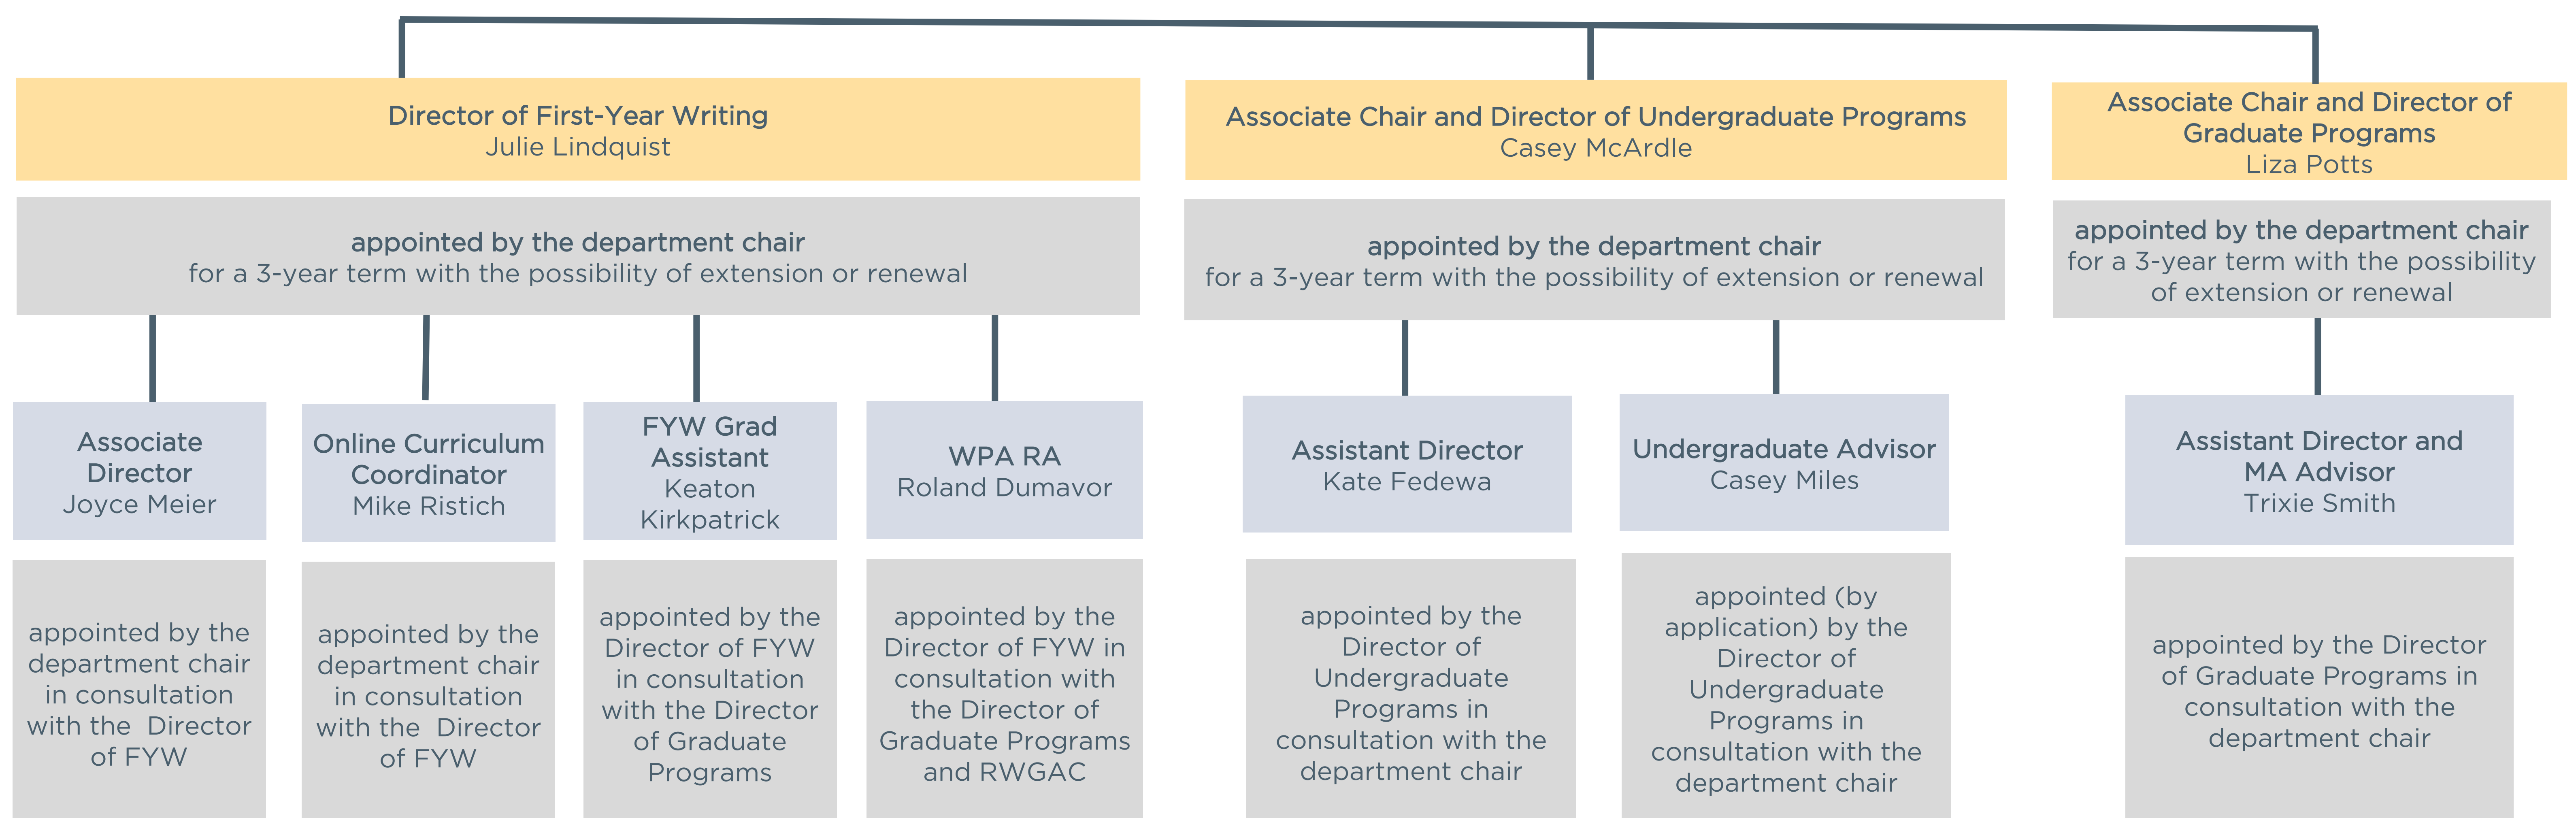 Director of First-Year Writing
Julie Lindquist
Associate Chair and Director of Undergraduate Programs
Casey McArdle
Associate Chair and Director of
Graduate Programs
Liza Potts
appointed by the department chair
for a 3-year term with the possibility of extension or renewal
appointed by the department chair
for a 3-year term with the possibility of extension or renewal
appointed by the department chair
for a 3-year term with the possibility
of extension or renewal
Associate
Director
Joyce Meier
Online Curriculum
Coordinator
Mike Ristich
FYW Grad
Assistant
Keaton
Kirkpatrick
WPA RA
Roland Dumavor
Assistant Director
Kate Fedewa
Undergraduate Advisor
Casey Miles
Assistant Director and
MA Advisor
Trixie Smith
appointed by the
department chair
in consultation
with the  Director
of FYW
appointed by the
department chair
in consultation
with the  Director
of FYW
appointed by the
Director of FYW
in consultation
with the Director
of Graduate
Programs
appointed by the
Director of FYW in
consultation with
the Director of
Graduate Programs
and RWGAC
appointed by the
Director of
Undergraduate
Programs in
consultation with the
department chair
appointed (by
application) by the
Director of
Undergraduate
Programs in
consultation with the
department chair
appointed by the Director
of Graduate Programs in
consultation with the
department chair